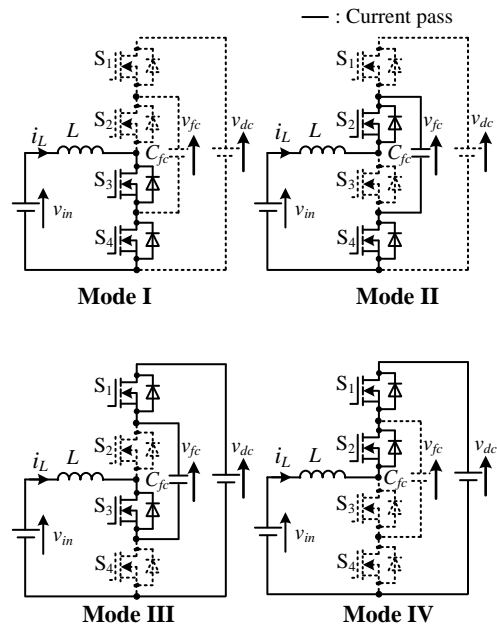 — : Current pass
S1
S2
S3
S4
iL
L
Cfc
vfc
vdc
vin
Mode I
S1
S2
S3
S4
iL
L
Cfc
vfc
vdc
vin
Mode II
S1
S2
S3
S4
iL
L
Cfc
vfc
vdc
vin
Mode III
S1
S2
S3
S4
iL
L
Cfc
vfc
vdc
vin
Mode IV